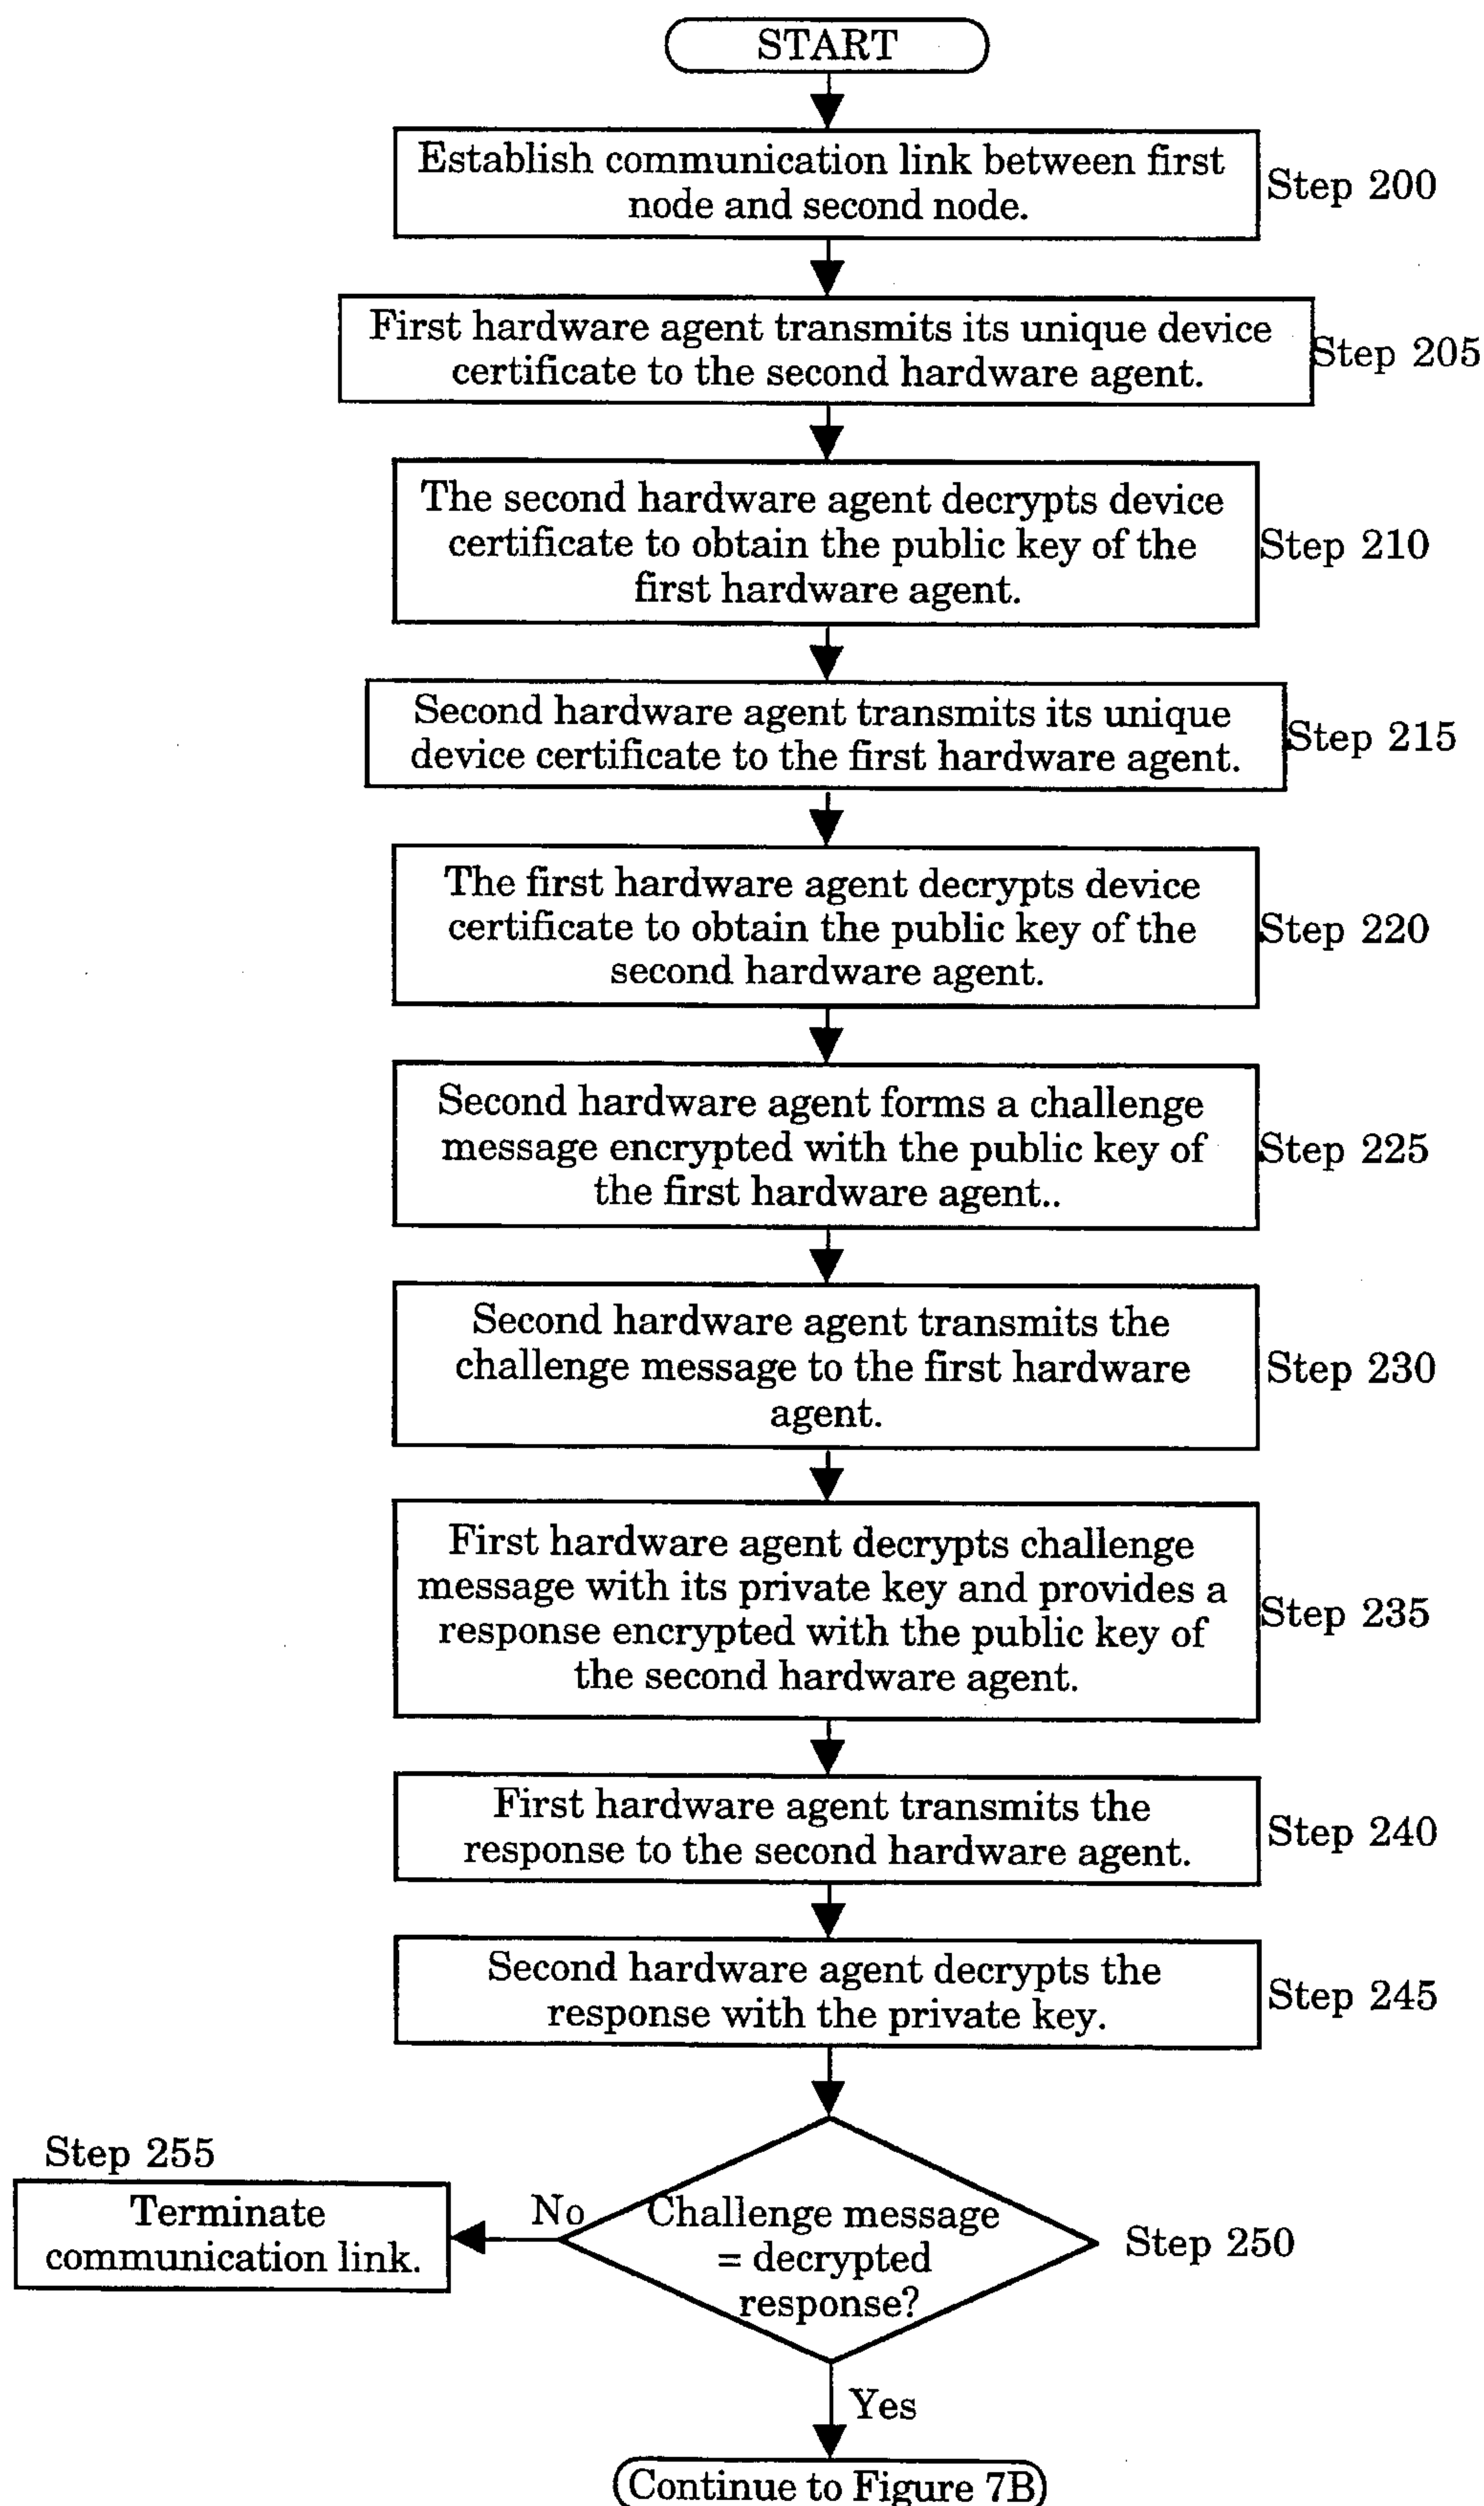 START
Establish communication link between first
node and second node.
Step 200
First hardware agent transmits its unique device
certificate to the second hardware agent.
Step 205
The second hardware agent decrypts device
certificate to obtain the public key of the
first hardware agent.
Step 210
Second hardware agent transmits its unique
device certificate to the first hardware agent.
Step 215
The first hardware agent decrypts device
certificate to obtain the public key of the
second hardware agent.
Step 220
Second hardware agent forms a challenge
message encrypted with the public key of
the first hardware agent..
Step 225
Second hardware agent transmits the
challenge message to the first hardware
agent.
Step 230
First hardware agent decrypts challenge
message with its private key and provides a
response encrypted with the public key of
the second hardware agent.
Step 235
First hardware agent transmits the
response to the second hardware agent.
Step 240
Second hardware agent decrypts the
response with the private key.
Step 245
Step 255
Terminate
communication link.
No
Challenge message
= decrypted
response?
Step 250
Yes
Continue to Figure 7B